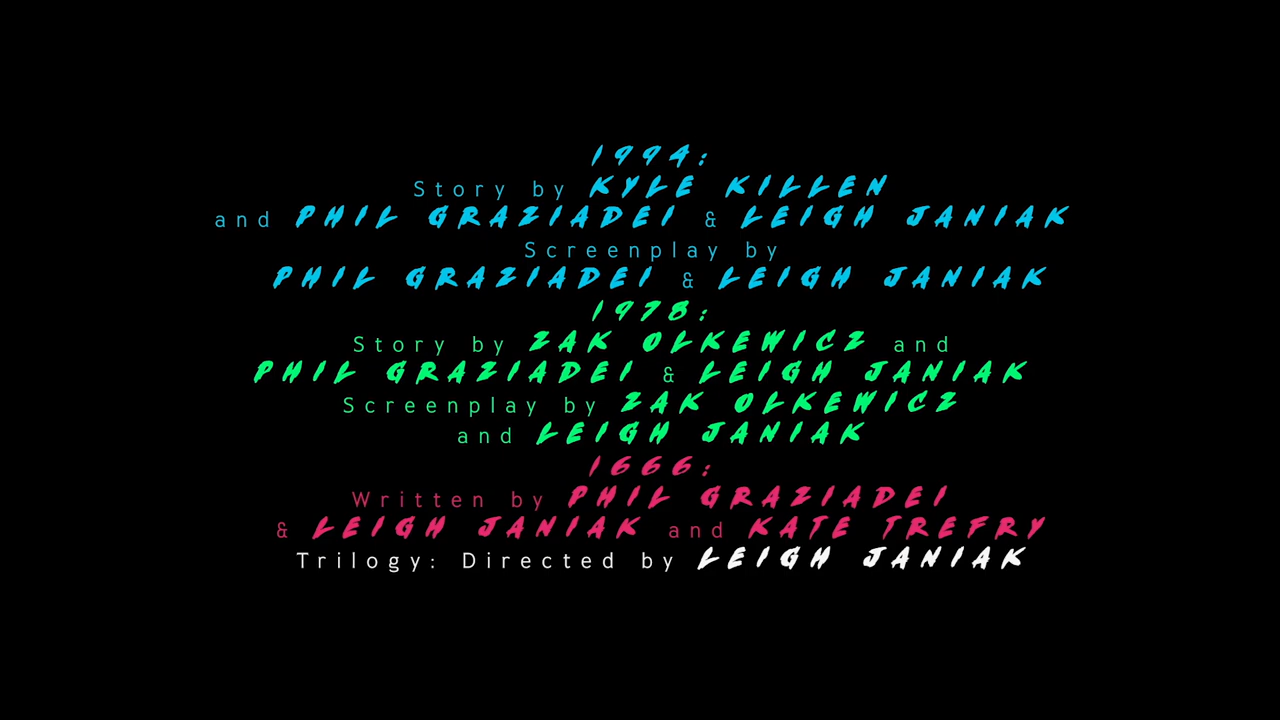 1994:
Story by KYLE KILLEN
and PHIL GRAZIADEI & LEIGH JANIAK
Screenplay by
PHIL GRAZIADEI & LEIGH JANIAK
1978:
Story by ZAK OLKEWICZ and
PHIL GRAZIADEI & LEIGH JANIAK
Screenplay by ZAK OLKEWICZ
and LEIGH JANIAK
1666:
Written by PHIL GRAZIADEI
& LEIGH JANIAK and KATE TREFRY
Trilogy: Directed by LEIGH JANIAK